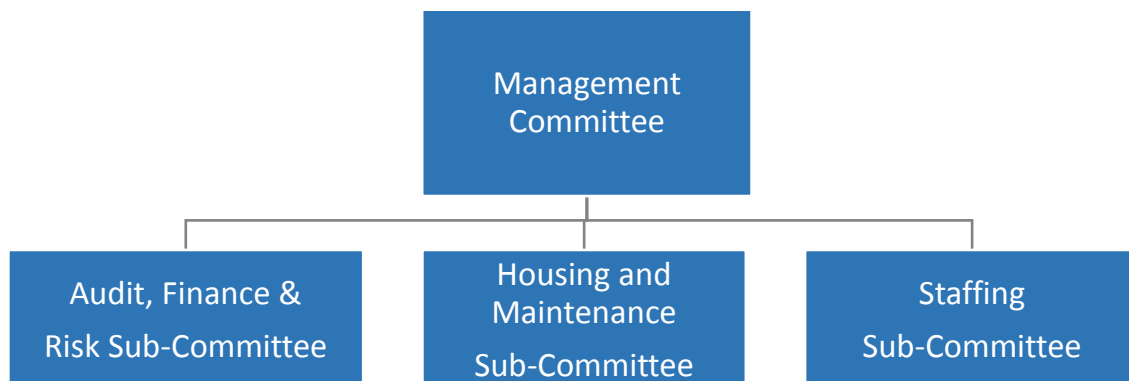 Management
Committee
Audit, Finance &
Risk Sub-Committee
Housing and
Maintenance
Sub-Committee
Staffing
Sub-Committee